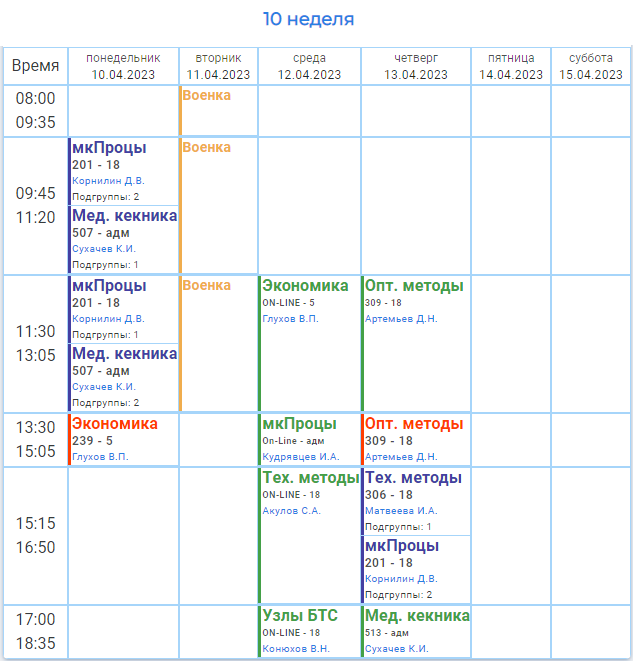 10 неделя
Время
понедельник
10.04.2023
вторник
11.04.2023
среда
12.04.2023
четверг
13.04.2023
пятница
14.04.2023
суббота
15.04.2023
08:00
09:35
Военка
09:45
11:20
мкПроцы
201 - 18
Корнилин Д.В.
Подгруппы: 2
Мед. кекника
507 - адм
Сухачев К.И.
Подгруппы: 1
Военка
11:30
13:05
мкПроцы
201 - 18
Корнилин Д.В.
Подгруппы: 1
Мед. кекника
507 - адм
Сухачев К.И.
Подгруппы: 2
Военка
Экономика
ON-LINE - 5
Глухов В.П.
Опт. методы
309 - 18
Артемьев Д.Н.
13:30
15:05
Экономика
239 - 5
Глухов В.П.
мкПроцы
On-Line - адм
Кудрявцев И.А.
Опт. методы
309 - 18
Артемьев Д.Н.
15:15
16:50
Тех. методы
ON-LINE - 18
Акулов С.А.
Тех. методы
306 - 18
Матвеева И.А.
Подгруппы: 1
мкПроцы
201 - 18
Корнилин Д.В.
Подгруппы: 2
17:00
18:35
Узлы БТС
ON-LINE - 18
Конюхов В.Н.
Мед. кекника
513 - адм
Сухачев К.И.